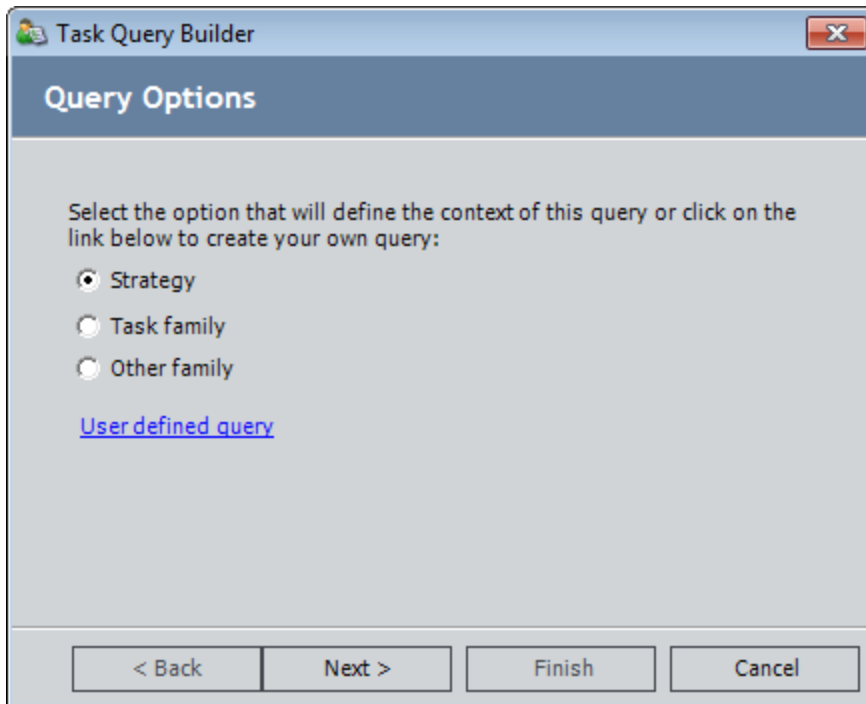 Task Query Builder
Query Options
Select the option that will define the context of this query or click on the
link below to create your own query:
Strategy
Task family
Other family
User defined query
< Back Next > Finish Cancel